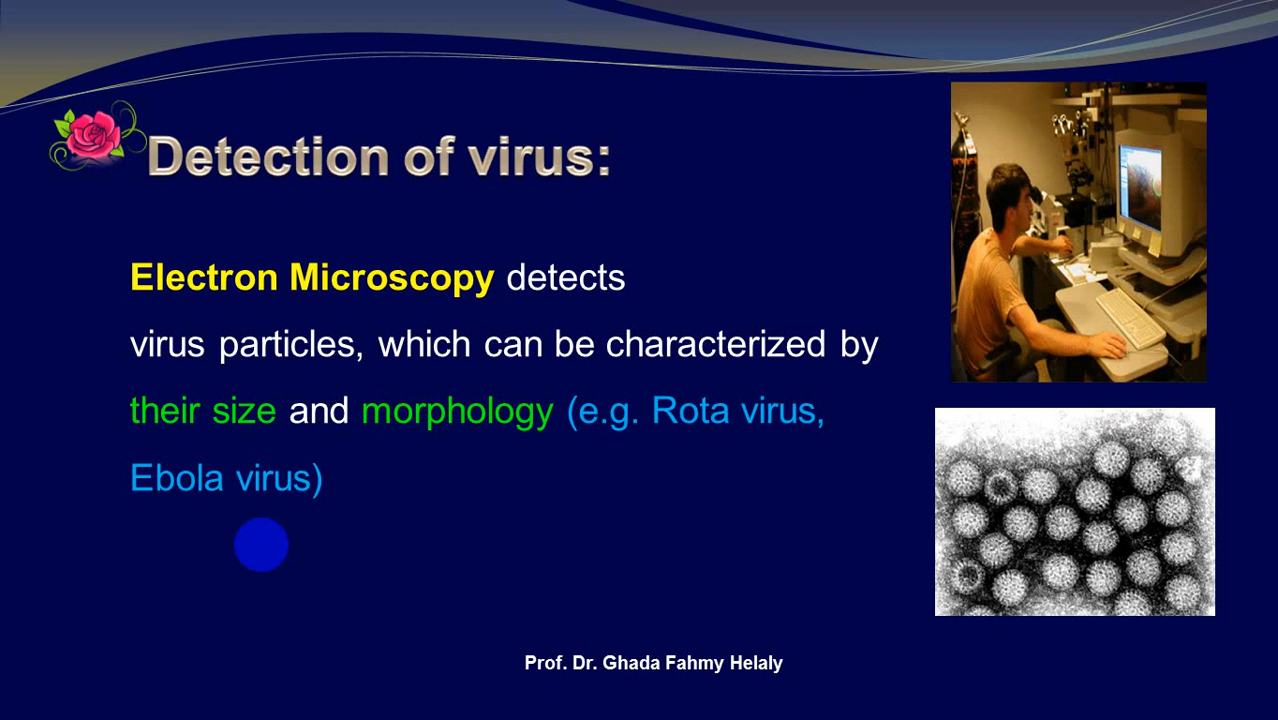 Detection of virus:
Electron Microscopy detects
virus particles, which can be characterized by
their size and morphology (e.g. Rota virus,
Ebola virus)
Prof. Dr. Ghada Fahmy Helaly